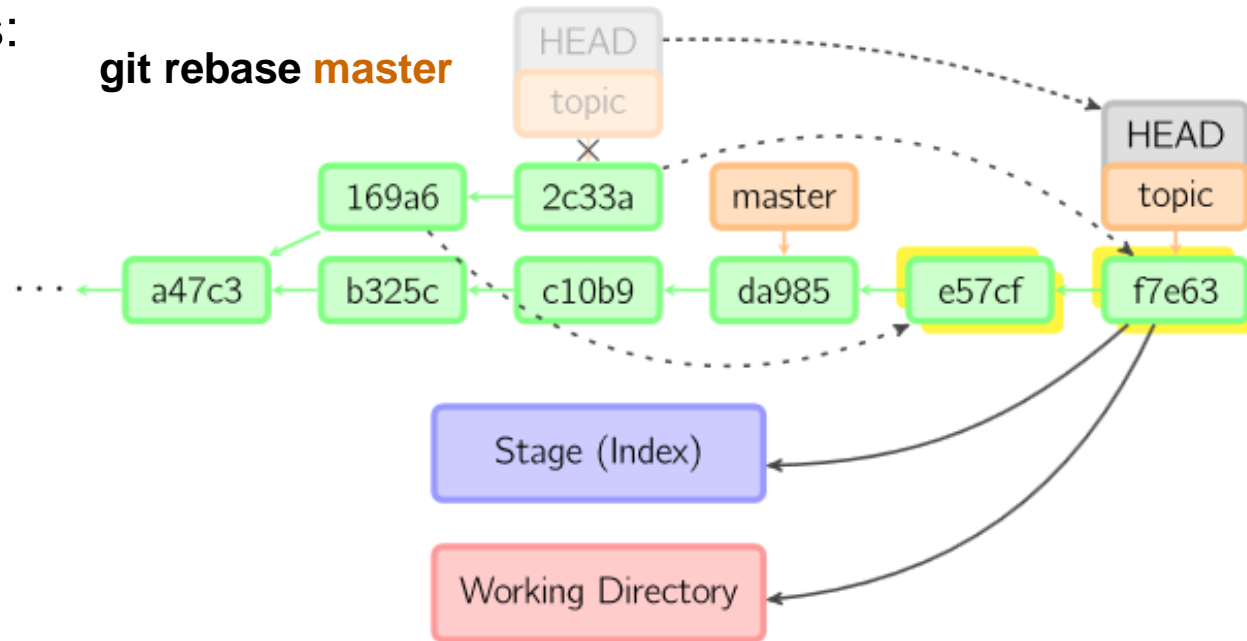 s:
git rebase master
HEAD
topic
HEAD
topic
169a6
2c33a
master
... a47c3
b325c
c10b9
da985
e57cf
f7e63
Stage (Index)
Working Directory